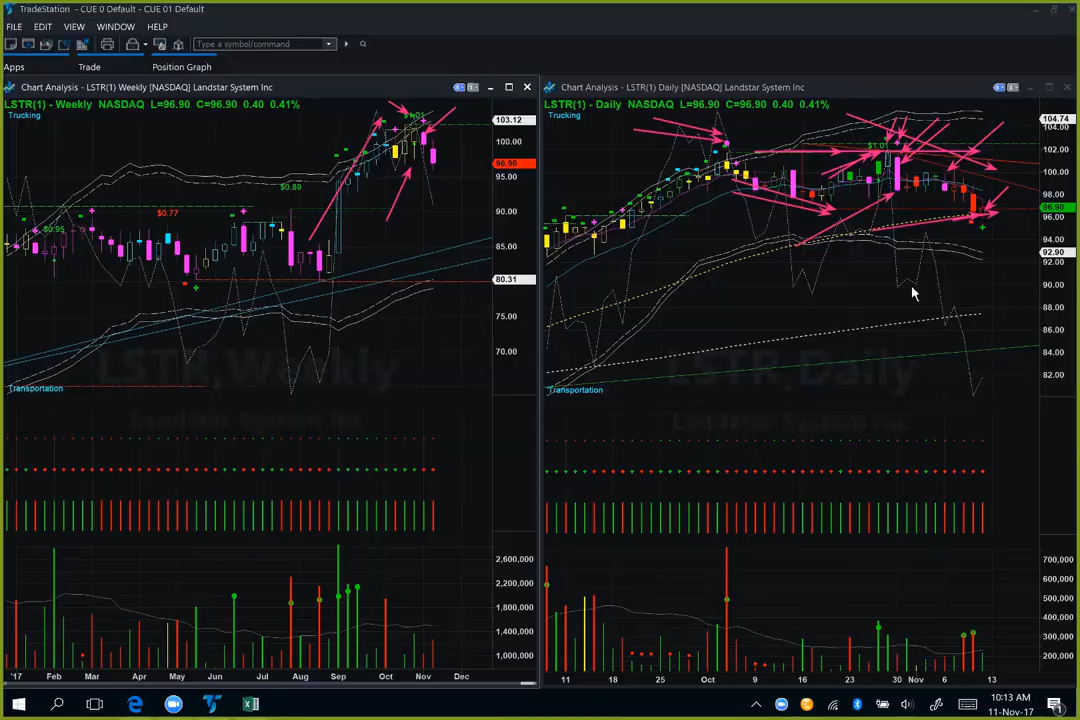 TradeStation - CUE 0 Default - CUE 01 Default
FILE EDIT VIEW WINDOW HELP
Type a symbol/command
Apps Trade Position Graph
Chart Analysis - LSTR(1) Weekly [NASDAQ] Landstar System Inc
LSTR(1) - Weekly NASDAQ L=96.90 C=96.90 0.40 0.41%
Trucking
$1.01
103.12
100.00
96.90
95.00
$0.89
90.00
$0.77
$0.95
85.00
80.31
75.00
70.00
LSTR,Weekly
Transportation
Landstar System Inc
2,600,000
2,200,000
1,800,000
1,400,000
1,000,000
'17 Feb Mar Apr May Jun Jul Aug Sep Oct Nov Dec
Chart Analysis - LSTR(1) Daily [NASDAQ] Landstar System Inc
LSTR(1) - Daily NASDAQ L=96.90 C=96.90 0.40 0.41%
Trucking
104.74
104.00
102.00
$1.01
100.00
98.00
96.90
96.00
94.00
92.90
92.00
90.00
88.00
86.00
84.00
82.00
LSTR,Daily
Transportation
Landstar System Inc
700,000
600,000
500,000
400,000
300,000
200,000
11 18 25 Oct 9 16 23 30 Nov 6 13
10:13 AM
11-Nov-17